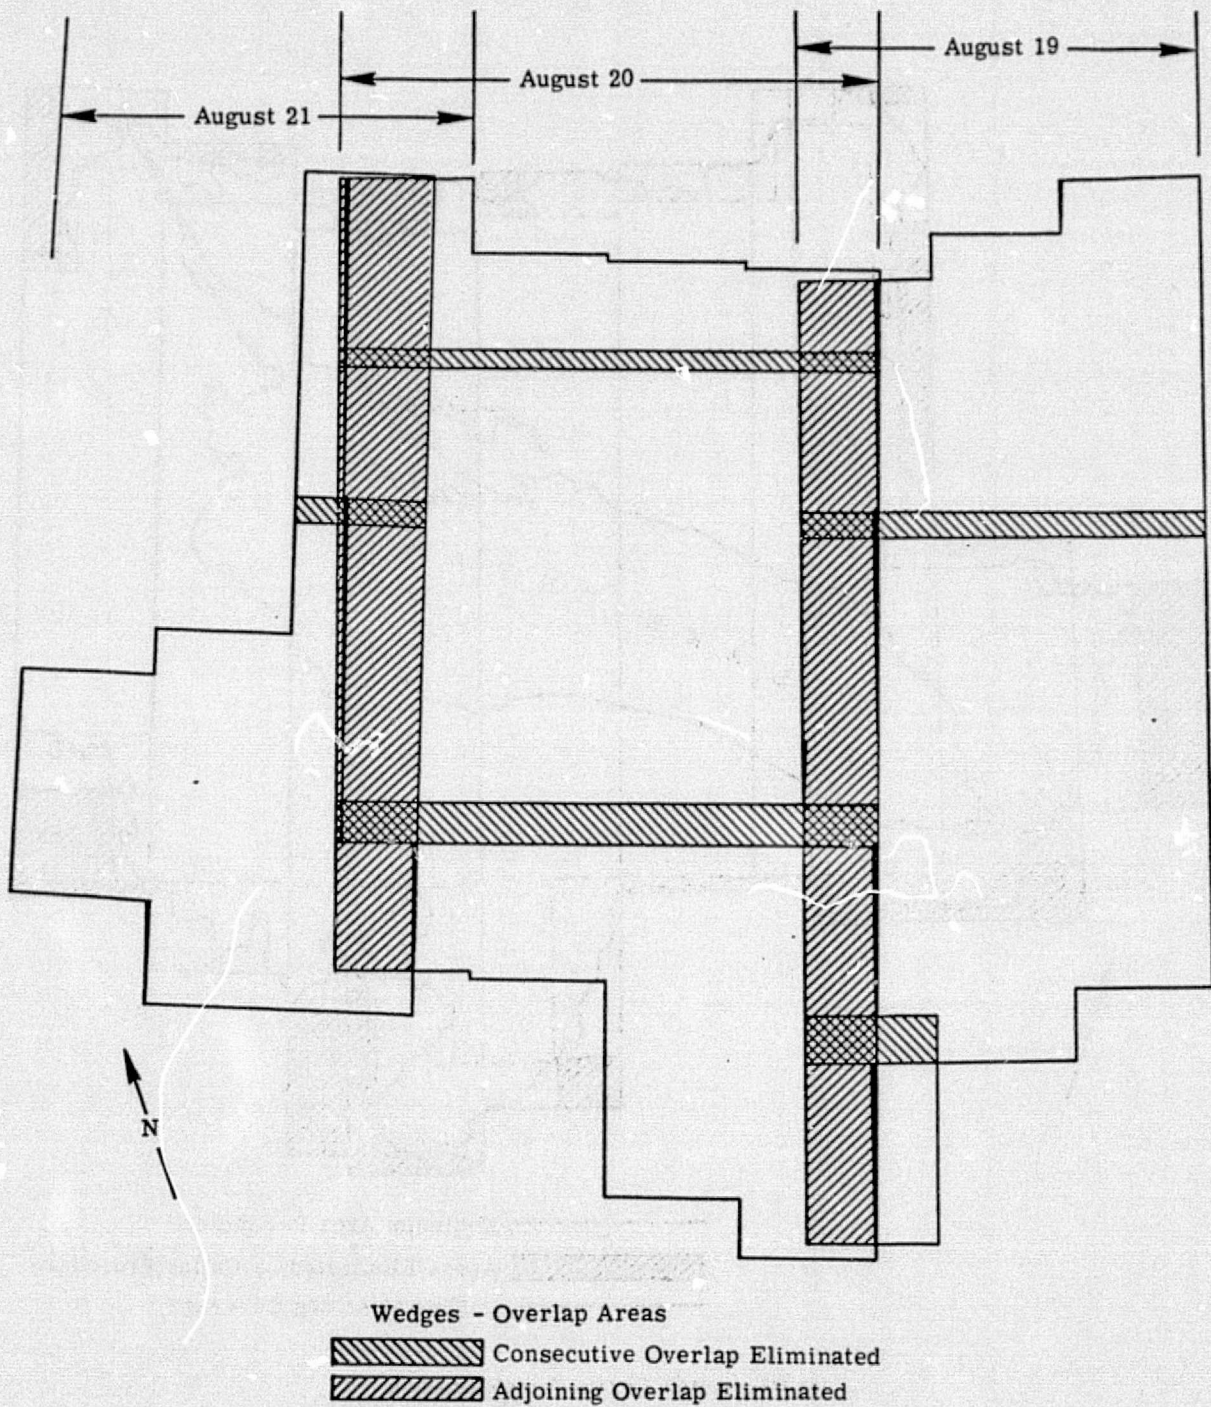 August 19
August 20
August 21
N
Wedges - Overlap Areas
Consecutive Overlap Eliminated
Adjoining Overlap Eliminated